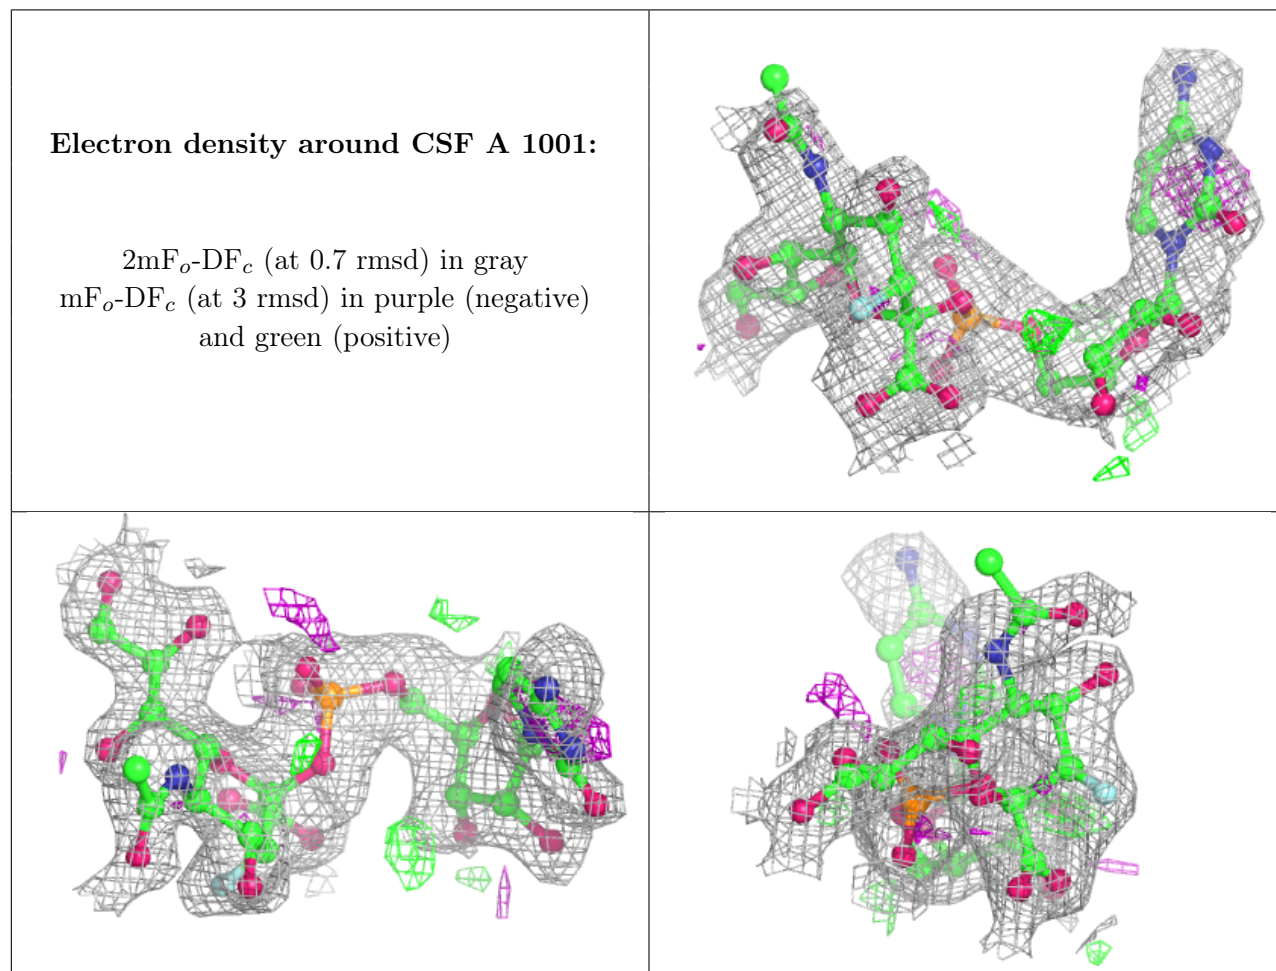 Electron density around CSF A 1001:
2mFo-DFc (at 0.7 rmsd) in gray
mFo-DFc (at 3 rmsd) in purple (negative)
and green (positive)